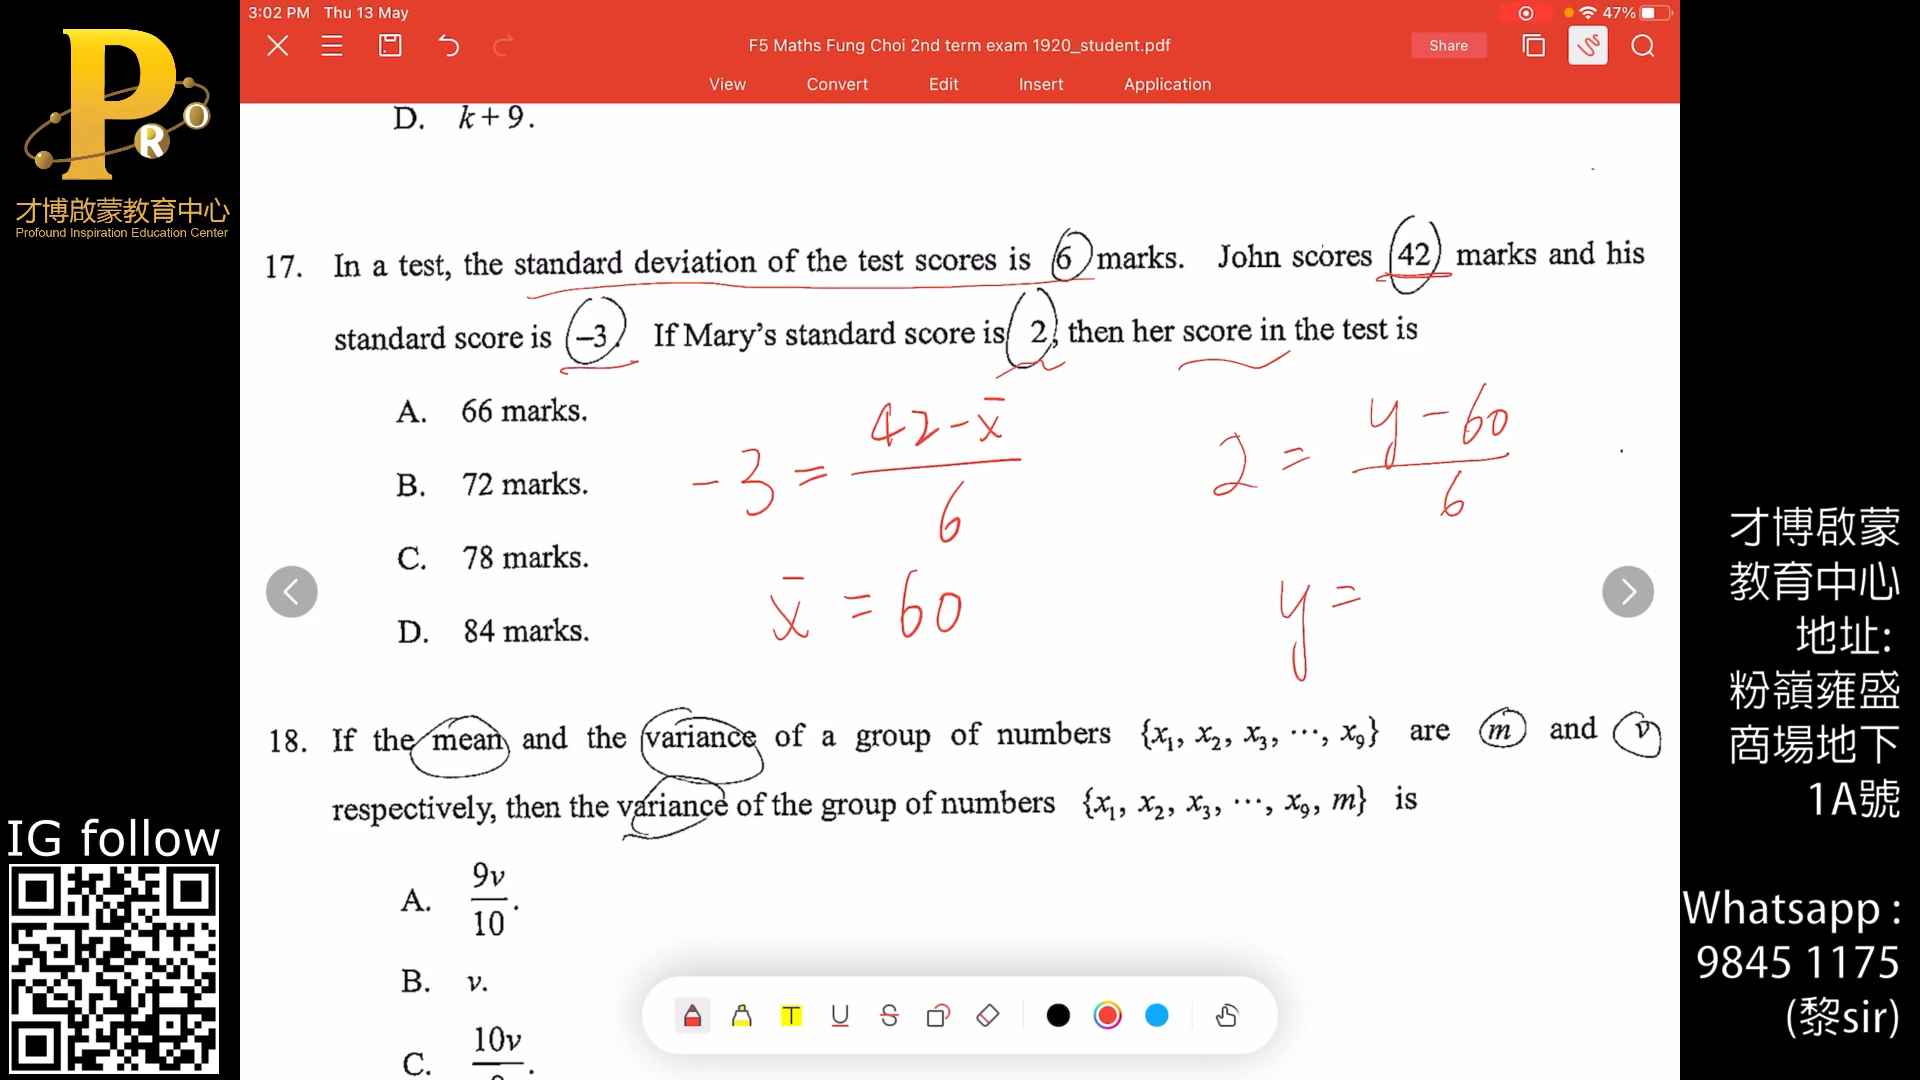 3:02 PM Thu 13 May
47%
F5 Maths Fung Choi 2nd term exam 1920_student.pdf
Share
View Convert Edit Insert Application
P
R
O
才博啟蒙教育中心
Profound Inspiration Education Center
D. k + 9.
17. In a test, the standard deviation of the test scores is 6 marks. John scores 42 marks and his
standard score is −3. If Mary's standard score is 2, then her score in the test is
A. 66 marks.
B. 72 marks.
C. 78 marks.
D. 84 marks.
-3 = (42 - x̄)/6
x̄ = 60
2 = (y - 60)/6
y =
18. If the mean and the variance of a group of numbers {x₁, x₂, x₃, ⋯, x₉} are m and v
respectively, then the variance of the group of numbers {x₁, x₂, x₃, ⋯, x₉, m} is
A. 9v/10.
B. v.
C. 10v
T U S
IG follow
才博啟蒙
教育中心
地址:
粉嶺雍盛
商場地下
1A號
Whatsapp :
9845 1175
(黎sir)